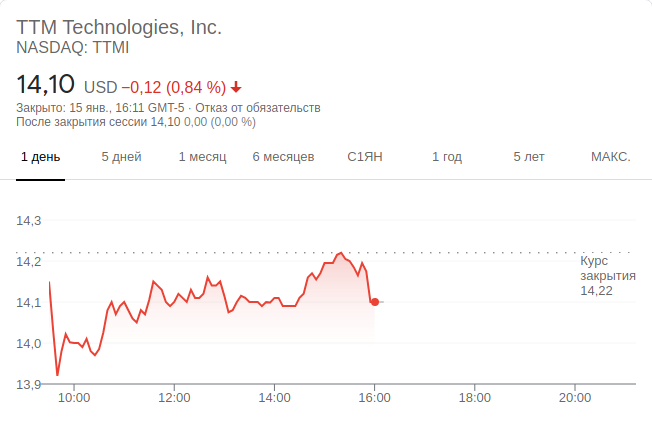 TTM Technologies, Inc.
NASDAQ: TTMI
14,10 USD −0,12 (0,84 %)
Закрыто: 15 янв., 16:11 GMT-5 · Отказ от обязательств
После закрытия сессии 14,10 0,00 (0,00 %)
1 день 5 дней 1 месяц 6 месяцев С1ЯН 1 год 5 лет МАКС.
14,3
14,2
14,1
14,0
13,9
Курс
закрытия
14,22
10:00 12:00 14:00 16:00 18:00 20:00